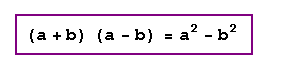 (a + b) (a - b) = a² - b²